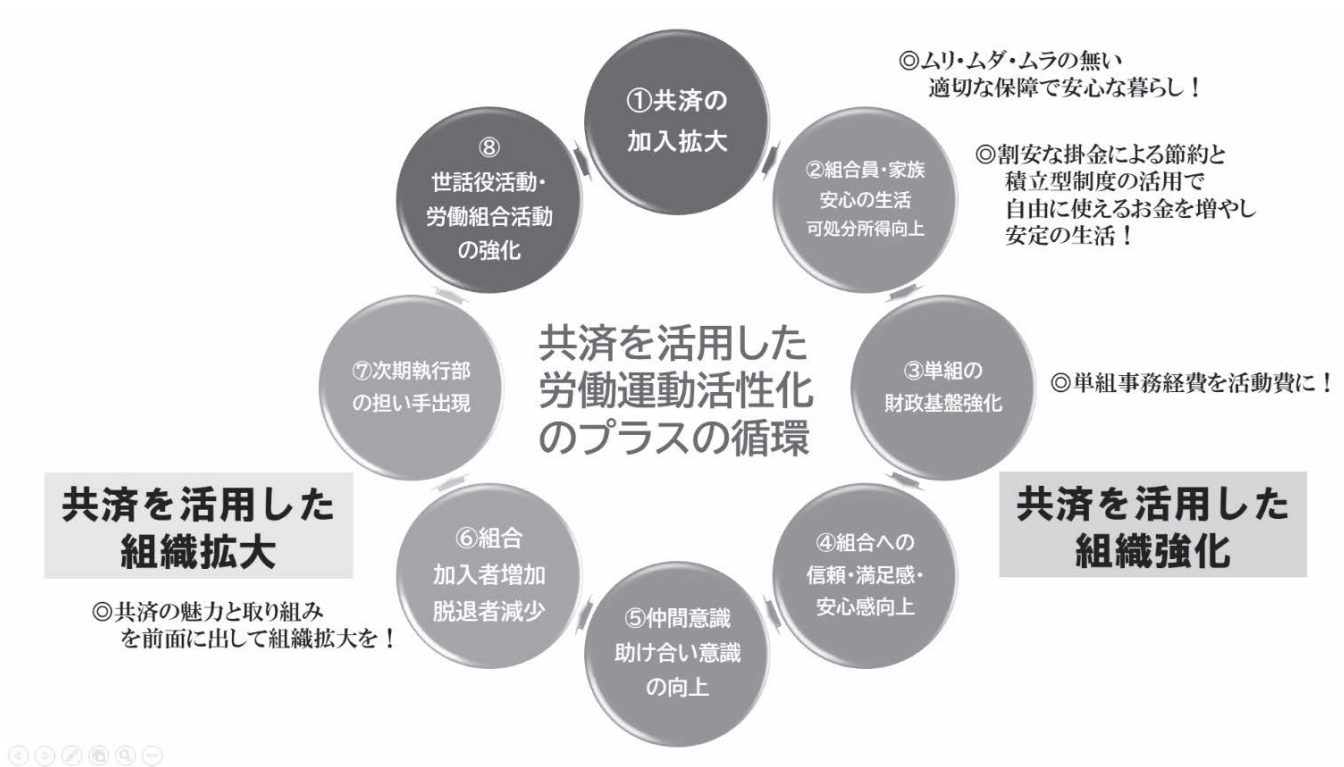 ①共済の
加入拡大
◎ムリ・ムダ・ムラの無い
適切な保障で安心な暮らし！
②組合員・家族
安心の生活
可処分所得向上
◎割安な掛金による節約と
積立型制度の活用で
自由に使えるお金を増やし
安定の生活！
③単組の
財政基盤強化
◎単組事務経費を活動費に！
共済を活用した
組織強化
④組合への
信頼・満足感・
安心感向上
⑤仲間意識
助け合い意識
の向上
⑥組合
加入者増加
脱退者減少
共済を活用した
組織拡大
◎共済の魅力と取り組み
を前面に出して組織拡大を！
⑦次期執行部
の担い手出現
⑧
世話役活動・
労働組合活動
の強化
共済を活用した
労働運動活性化
のプラスの循環